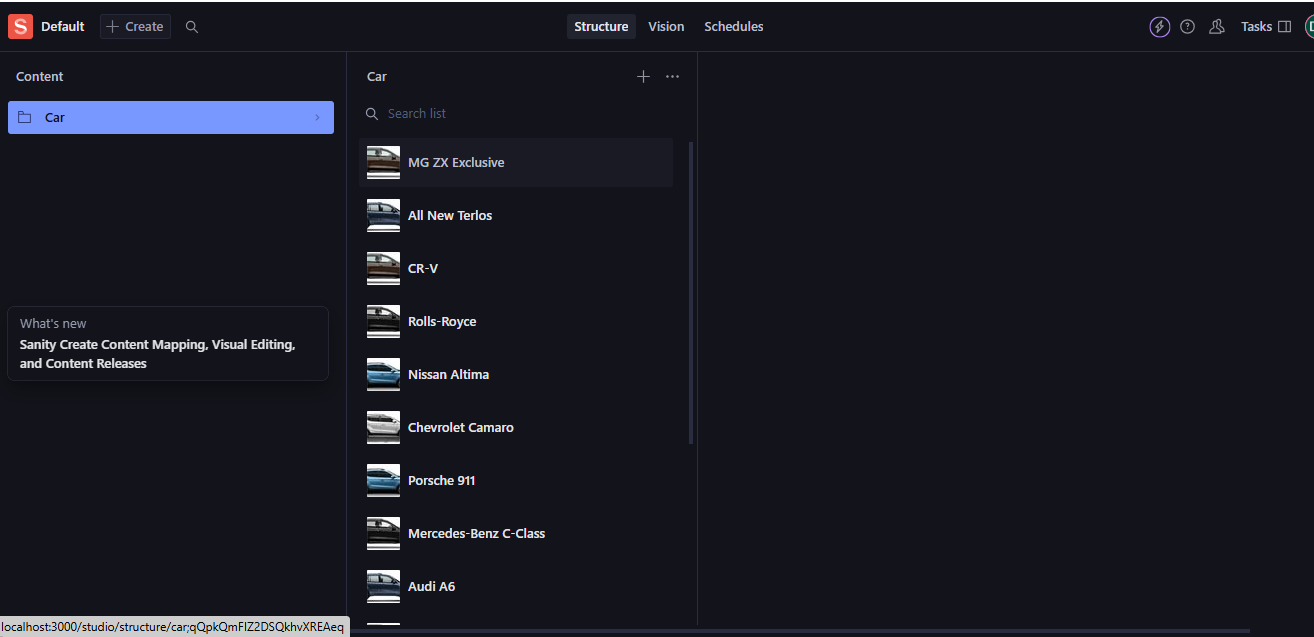 S Default Create Structure Vision Schedules Tasks
Content
Car
What's new
Sanity Create Content Mapping, Visual Editing,
and Content Releases
Car
Search list
MG ZX Exclusive
All New Terlos
CR-V
Rolls-Royce
Nissan Altima
Chevrolet Camaro
Porsche 911
Mercedes-Benz C-Class
Audi A6
localhost:3000/studio/structure/car;qQpkQmFlZ2DSQkhvXREAeq